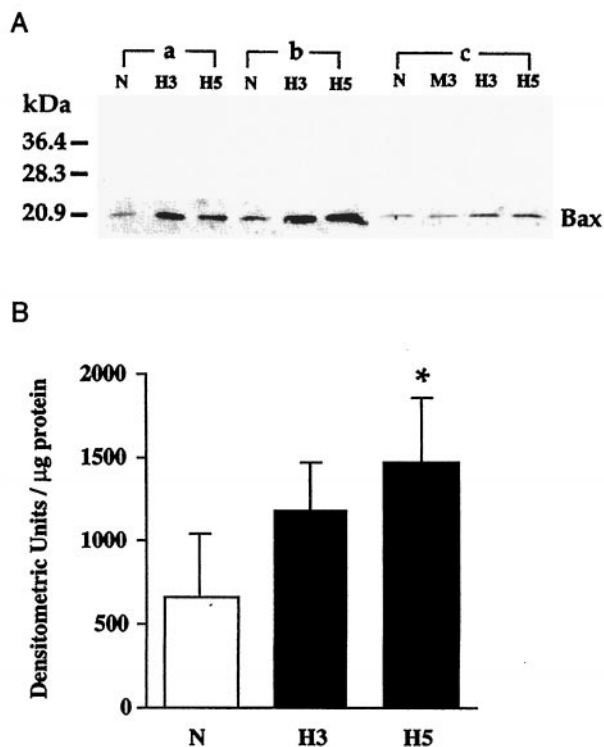 A
a b c
N H3 H5 N H3 H5 N M3 H3 H5
kDa
36.4
28.3
20.9
Bax
B
Densitometric Units / µg protein
2000
1500
1000
500
0
*
N H3 H5